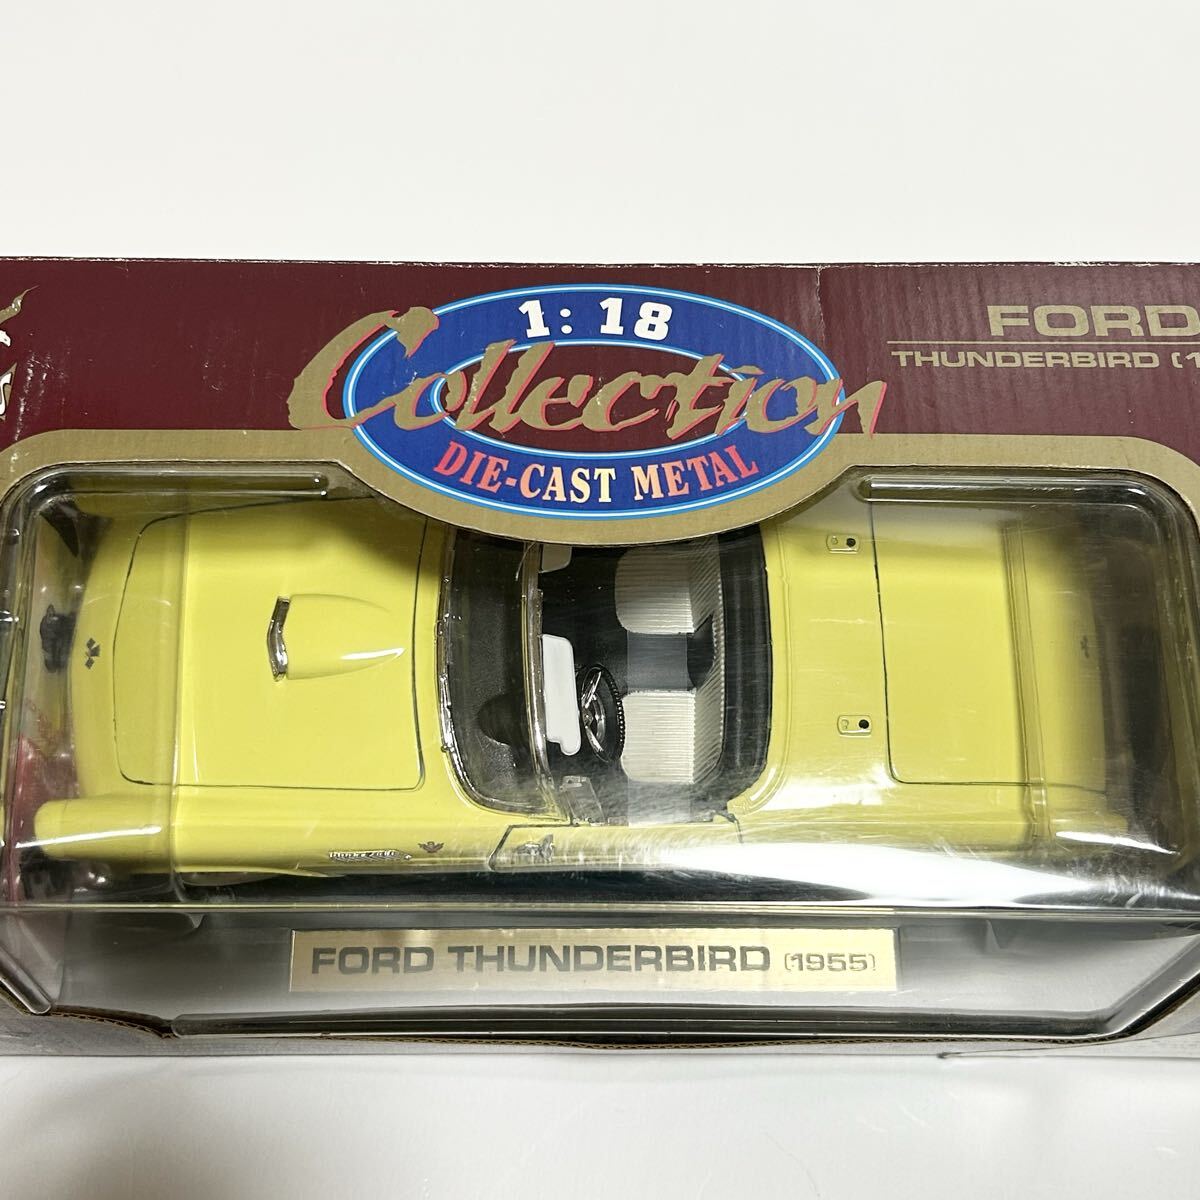 1:18
Collection
DIE-CAST METAL
FORD
THUNDERBIRD (1
FORD THUNDERBIRD (1955)